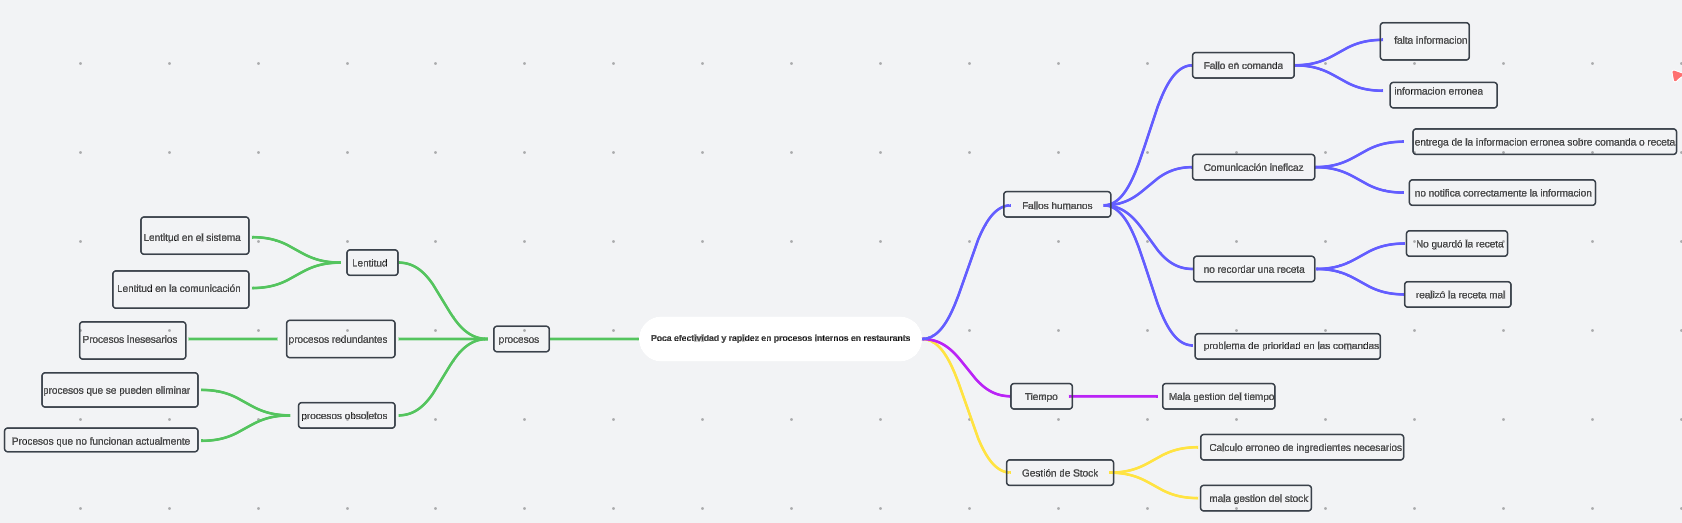 Poca efectividad y rapidez en procesos internos en restaurants
procesos
Lentitud
Lentitud en el sistema
Lentitud en la comunicación
procesos redundantes
Procesos inesesarios
procesos obsoletos
procesos que se pueden eliminar
Procesos que no funcionan actualmente
Fallos humanos
Fallo en comanda
falta informacion
informacion erronea
Comunicación ineficaz
entrega de la informacion erronea sobre comanda o receta
no notifica correctamente la informacion
no recordar una receta
No guardó la receta
realizó la receta mal
problema de prioridad en las comandas
Tiempo
Mala gestion del tiempo
Gestión de Stock
Calculo erroneo de ingredientes necesarios
mala gestion del stock